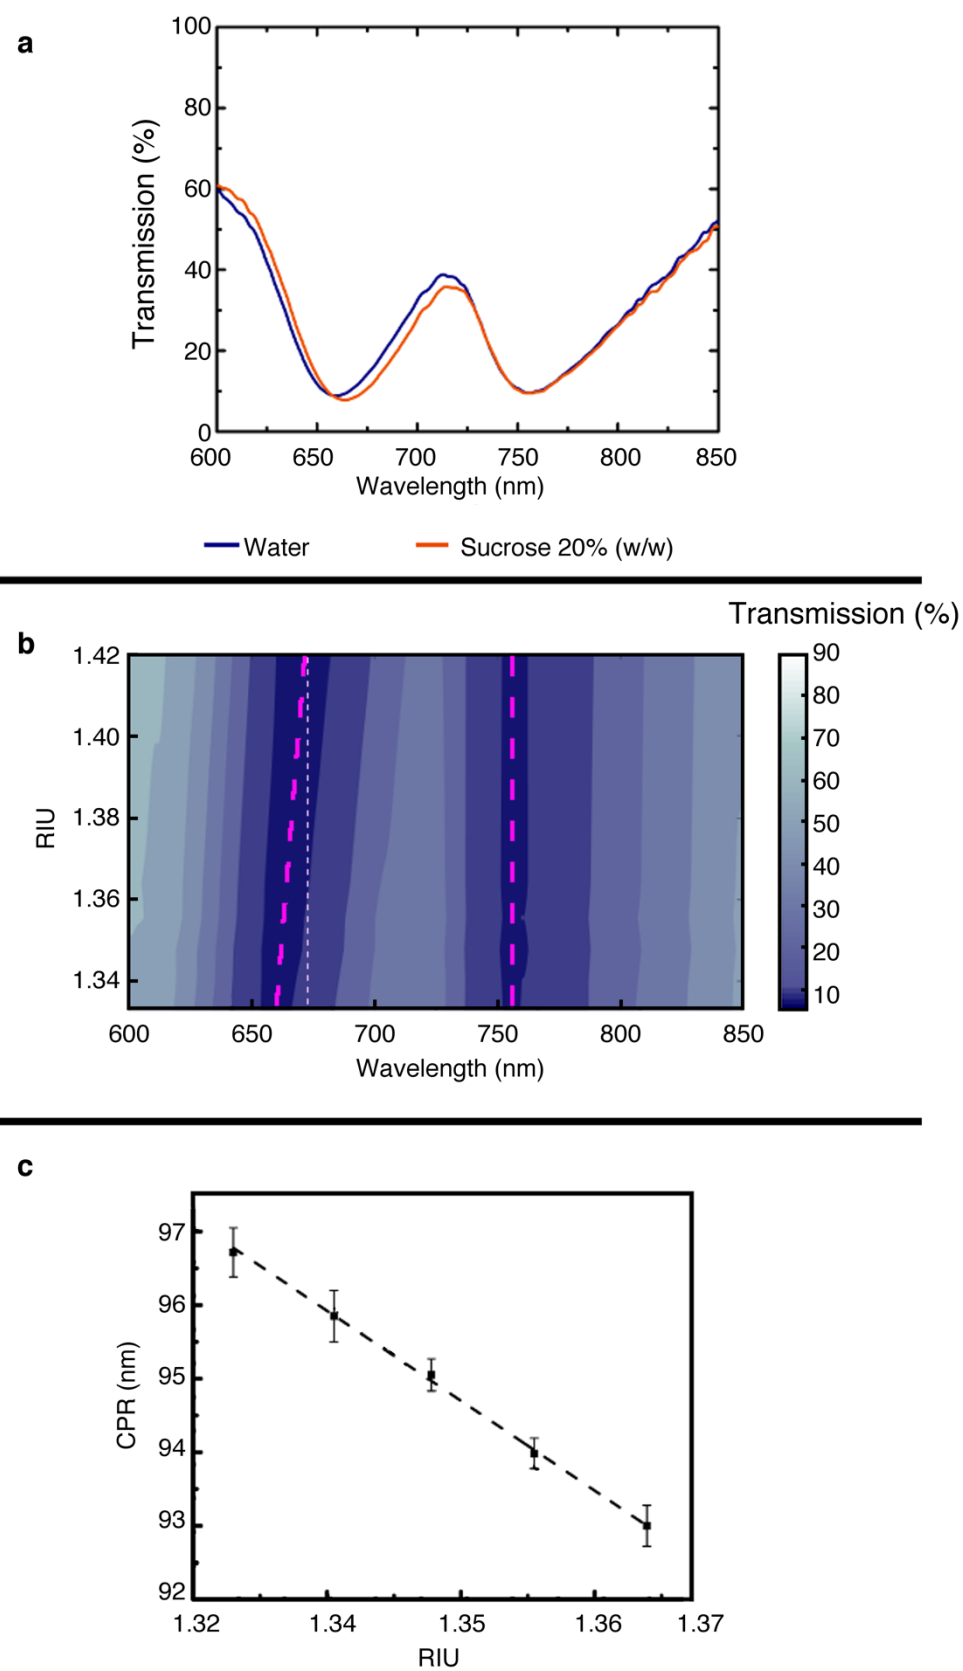 a
100
80
60
40
20
0
Transmission (%)
600 650 700 750 800 850
Wavelength (nm)
Water Sucrose 20% (w/w)
Transmission (%)
b
1.42
1.40
1.38
1.36
1.34
RIU
600 650 700 750 800 850
Wavelength (nm)
90
80
70
60
50
40
30
20
10
c
97
96
95
94
93
92
CPR (nm)
1.32 1.34 1.35 1.36 1.37
RIU